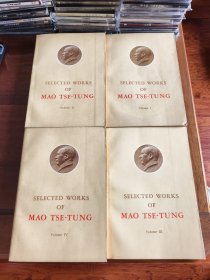 SELECTED WORKS
OF
MAO TSE-TUNG
Volume II
SELECTED WORKS
OF
MAO TSE-TUNG
Volume I
SELECTED WORKS
OF
MAO TSE-TUNG
Volume IV
SELECTED WORKS
OF
MAO TSE-TUNG
Volume III